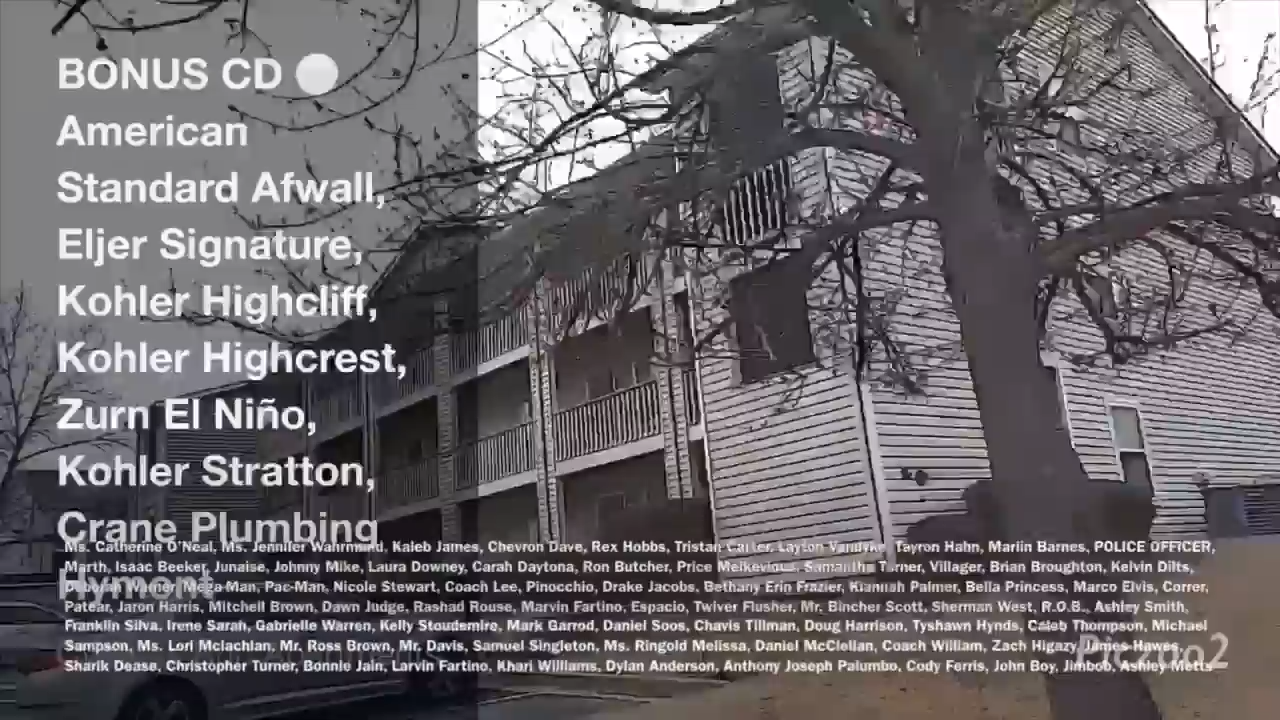 BONUS CD
American
Standard Afwall,
Eljer Signature,
Kohler Highcliff,
Kohler Highcrest,
Zurn El Niño,
Kohler Stratton,
Crane Plumbing
Ms. Catherine O'Neal, Ms. Jennifer Wahrmund, Kaleb James, Chevron Dave, Rex Hobbs, Tristan Carter, Layton Vandyke, Tayron Hahn, Marlin Barnes, POLICE OFFICER,
Marth, Isaac Beeker, Junaise, Johnny Mike, Laura Downey, Carah Daytona, Ron Butcher, Price Melkevious, Samantha Turner, Villager, Brian Broughton, Kelvin Dilts,
Deborah Warner Mega-Man, Pac-Man, Nicole Stewart, Coach Lee, Pinocchio, Drake Jacobs, Bethany Erin Frazier, Kiannah Palmer, Bella Princess, Marco Elvis, Correr,
Patear, Jaron Harris, Mitchell Brown, Dawn Judge, Rashad Rouse, Marvin Fartino, Espacio, Twiver Flusher, Mr. Bincher Scott, Sherman West, R.O.B., Ashley Smith,
Franklin Silva, Irene Sarah, Gabrielle Warren, Kelly Stoudemire, Mark Garrod, Daniel Soos, Chavis Tillman, Doug Harrison, Tyshawn Hynds, Caleb Thompson, Michael
Sampson, Ms. Lori Mclachlan, Mr. Ross Brown, Mr. Davis, Samuel Singleton, Ms. Ringold Melissa, Daniel McClellan, Coach William, Zach Higazy, James Hawes,
Sharik Dease, Christopher Turner, Bonnie Jain, Larvin Fartino, Khari Williams, Dylan Anderson, Anthony Joseph Palumbo, Cody Ferris, John Boy, Jimbob, Ashley Metts